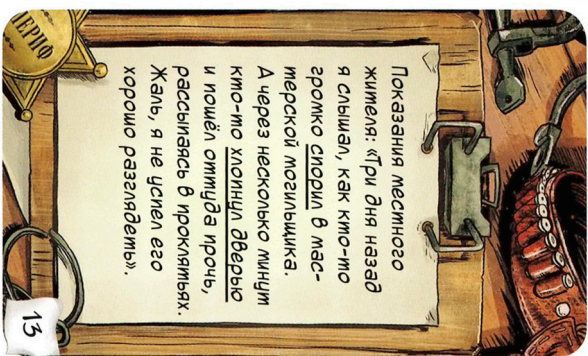 Показания местного
жителя: «Три дня назад
я слышал, как кто-то
громко спорил в мас-
терской могильщика.
А через несколько минут
кто-то хлопнул дверью
и пошёл оттуда прочь,
рассыпаясь в проклятьях.
Жаль, я не успел его
хорошо разглядеть».
13